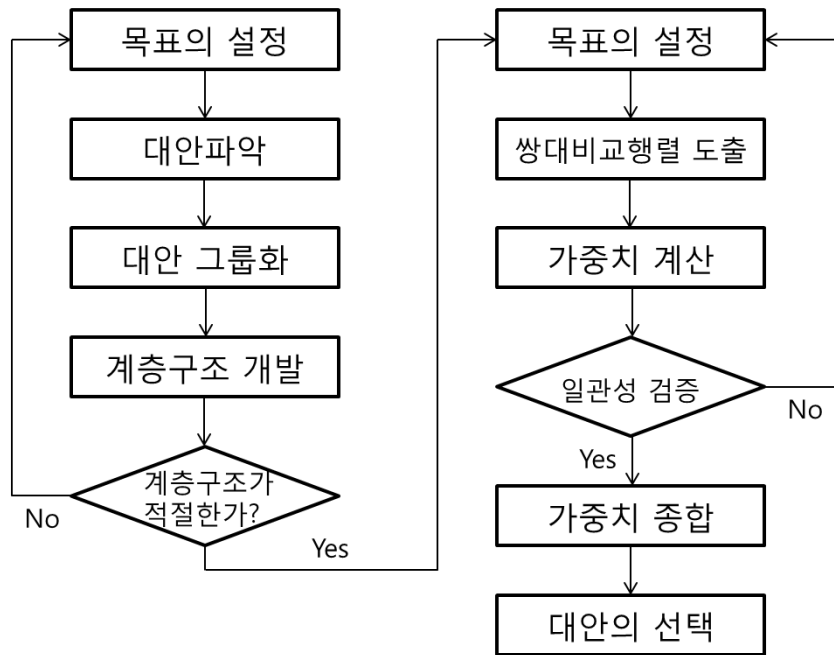 목표의 설정
대안파악
대안 그룹화
계층구조 개발
계층구조가
적절한가?
No
Yes
목표의 설정
쌍대비교행렬 도출
가중치 계산
일관성 검증
No
Yes
가중치 종합
대안의 선택